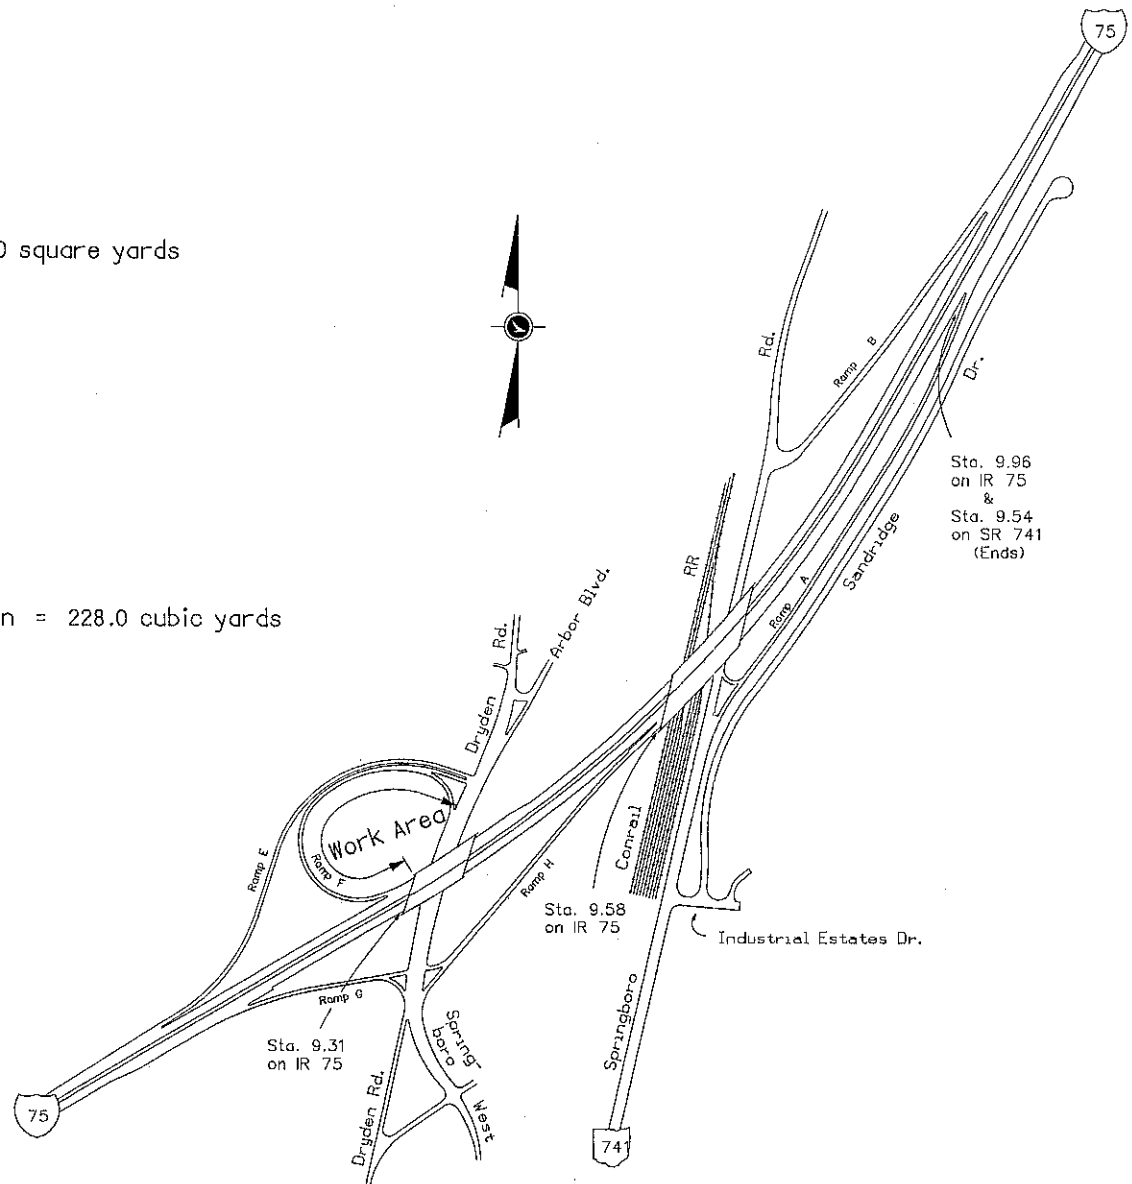 75
0 square yards
Rd.
Ramp B
Dr.
Sta. 9.96
on IR 75
&
Sta. 9.54
on SR 741
(Ends)
Sandridge
RR
Ramp A
Arbor Blvd.
n = 228.0 cubic yards
Rd.
Dryden
Work Area
Conrail
Ramp E
Ramp F
Ramp H
Sta. 9.58
on IR 75
Industrial Estates Dr.
Ramp G
Springboro
Spring-
boro
Sta. 9.31
on IR 75
75
Dryden Rd.
West
741